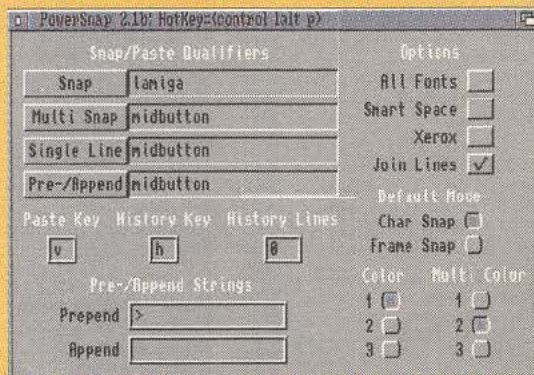 PowerSnap 2.1b: HotKey=<control lalt p>
Snap/Paste Qualifiers
Snap lamiga
Multi Snap midbutton
Single Line midbutton
Pre-/Append midbutton
Paste Key History Key History Lines
v h 0
Pre-/Append Strings
Prepend >
Append
Options
All Fonts
Smart Space
Xerox
Join Lines
Default Mode
Char Snap
Frame Snap
Color Multi Color
1 1
2 2
3 3